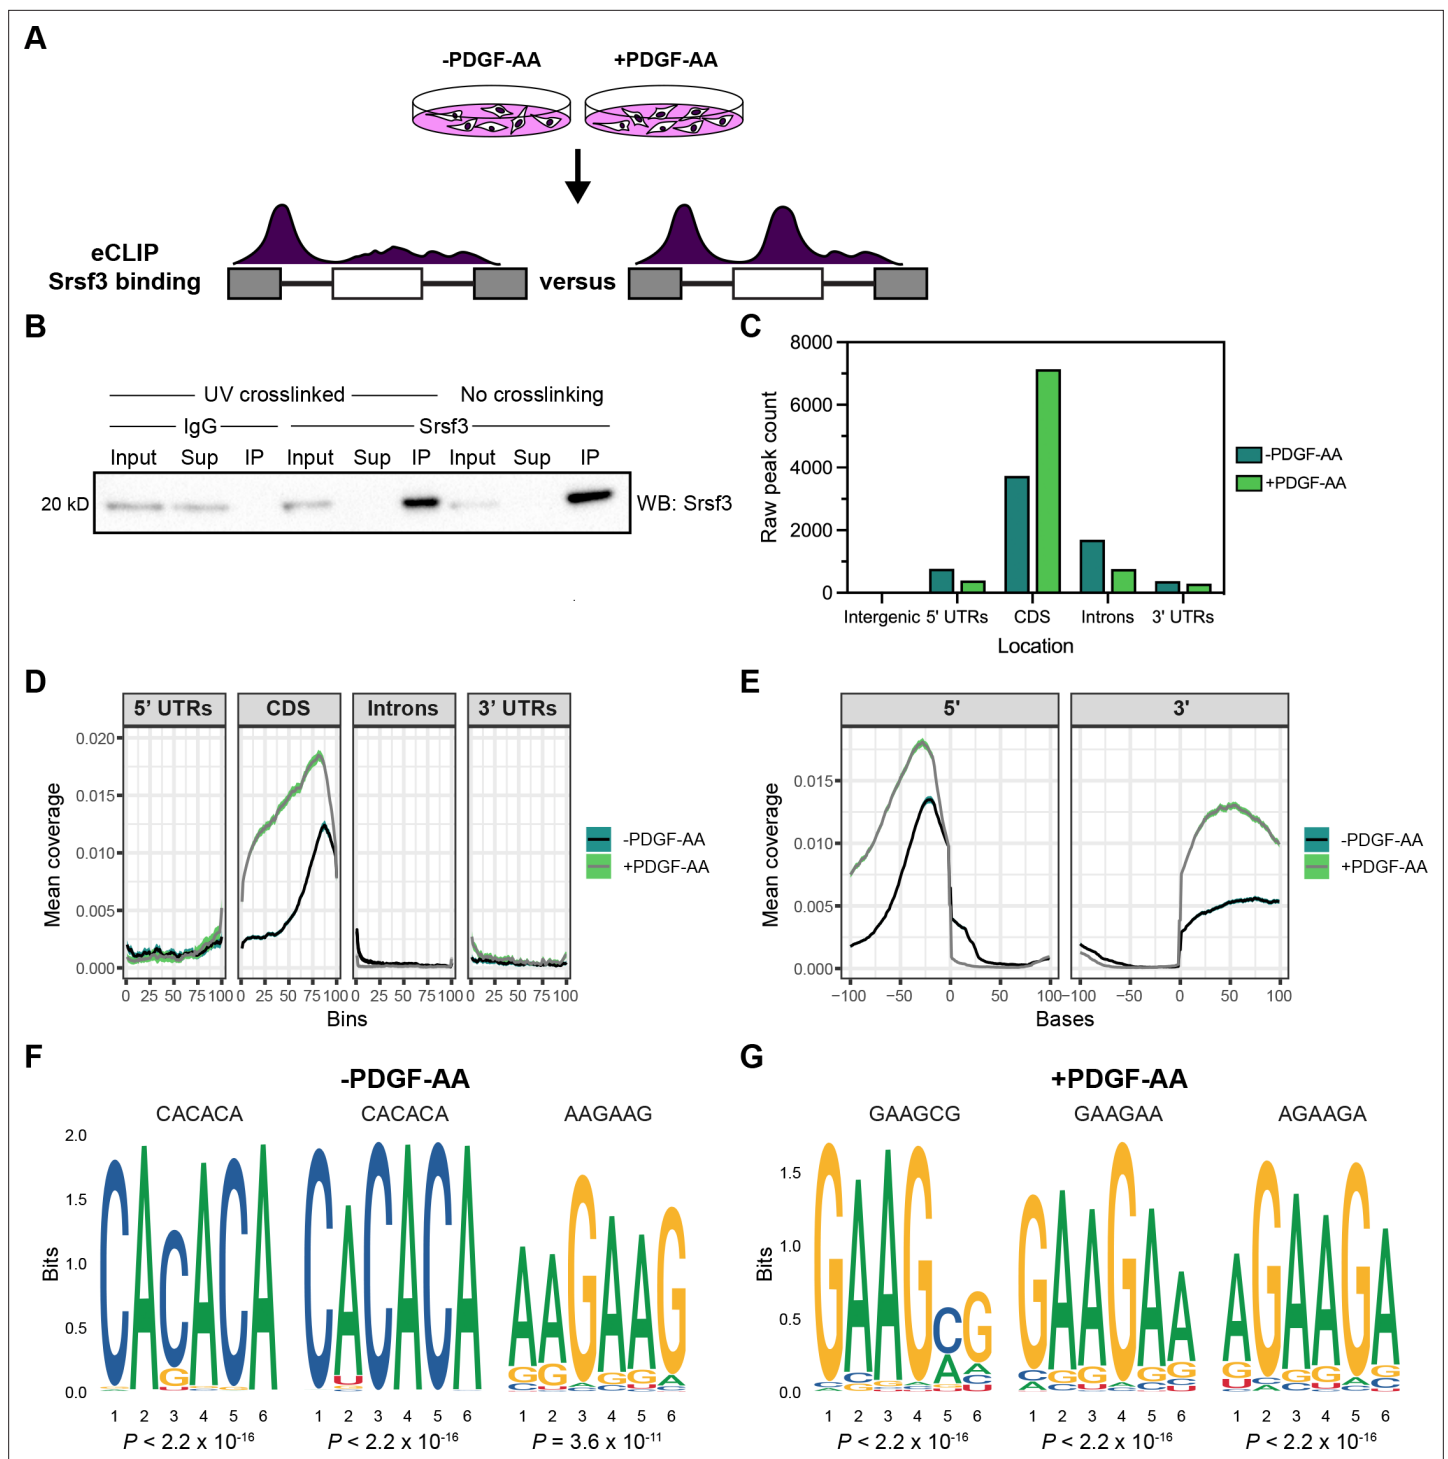 A
-PDGF-AA
+PDGF-AA
eCLIP
Srsf3 binding
versus
B
UV crosslinked
No crosslinking
IgG
Srsf3
Input Sup IP Input Sup IP Input Sup IP
20 kD
WB: Srsf3
C
Raw peak count
8000
6000
4000
2000
0
Intergenic 5' UTRs CDS Introns 3' UTRs
Location
-PDGF-AA
+PDGF-AA
D
5’ UTRs CDS Introns 3’ UTRs
Mean coverage
0.020
0.015
0.010
0.005
0.000
0 25 50 75 100 0 25 50 75 100 0 25 50 75 100 0 25 50 75 100
Bins
-PDGF-AA
+PDGF-AA
E
5' 3'
Mean coverage
0.015
0.010
0.005
0.000
−100 −50 0 50 100 −100 −50 0 50 100
Bases
-PDGF-AA
+PDGF-AA
F
-PDGF-AA
CACACA CACACA AAGAAG
Bits
2.0
1.5
1.0
0.5
0.0
CACACA CACACA AAGAAG
1 2 3 4 5 6 1 2 3 4 5 6 1 2 3 4 5 6
P < 2.2 x 10-16 P < 2.2 x 10-16 P = 3.6 x 10-11
G
+PDGF-AA
GAAGCG GAAGAA AGAAGA
Bits
1.5
1.0
0.5
0.0
GAAGCG GAAGAA AGAAGA
1 2 3 4 5 6 1 2 3 4 5 6 1 2 3 4 5 6
P < 2.2 x 10-16 P < 2.2 x 10-16 P < 2.2 x 10-16